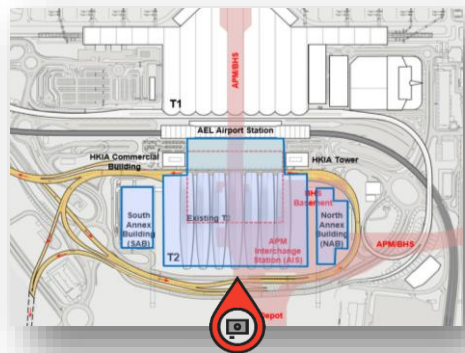 APM/BHS
T1
AEL Airport Station
HKIA Commercial
Building
HKIA Tower
BHS
Basement
South
Annex
Building
(SAB)
Existing T2
North
Annex
Building
(NAB)
APM/BHS
T2
APM
Interchange
Station (AIS)
Depot